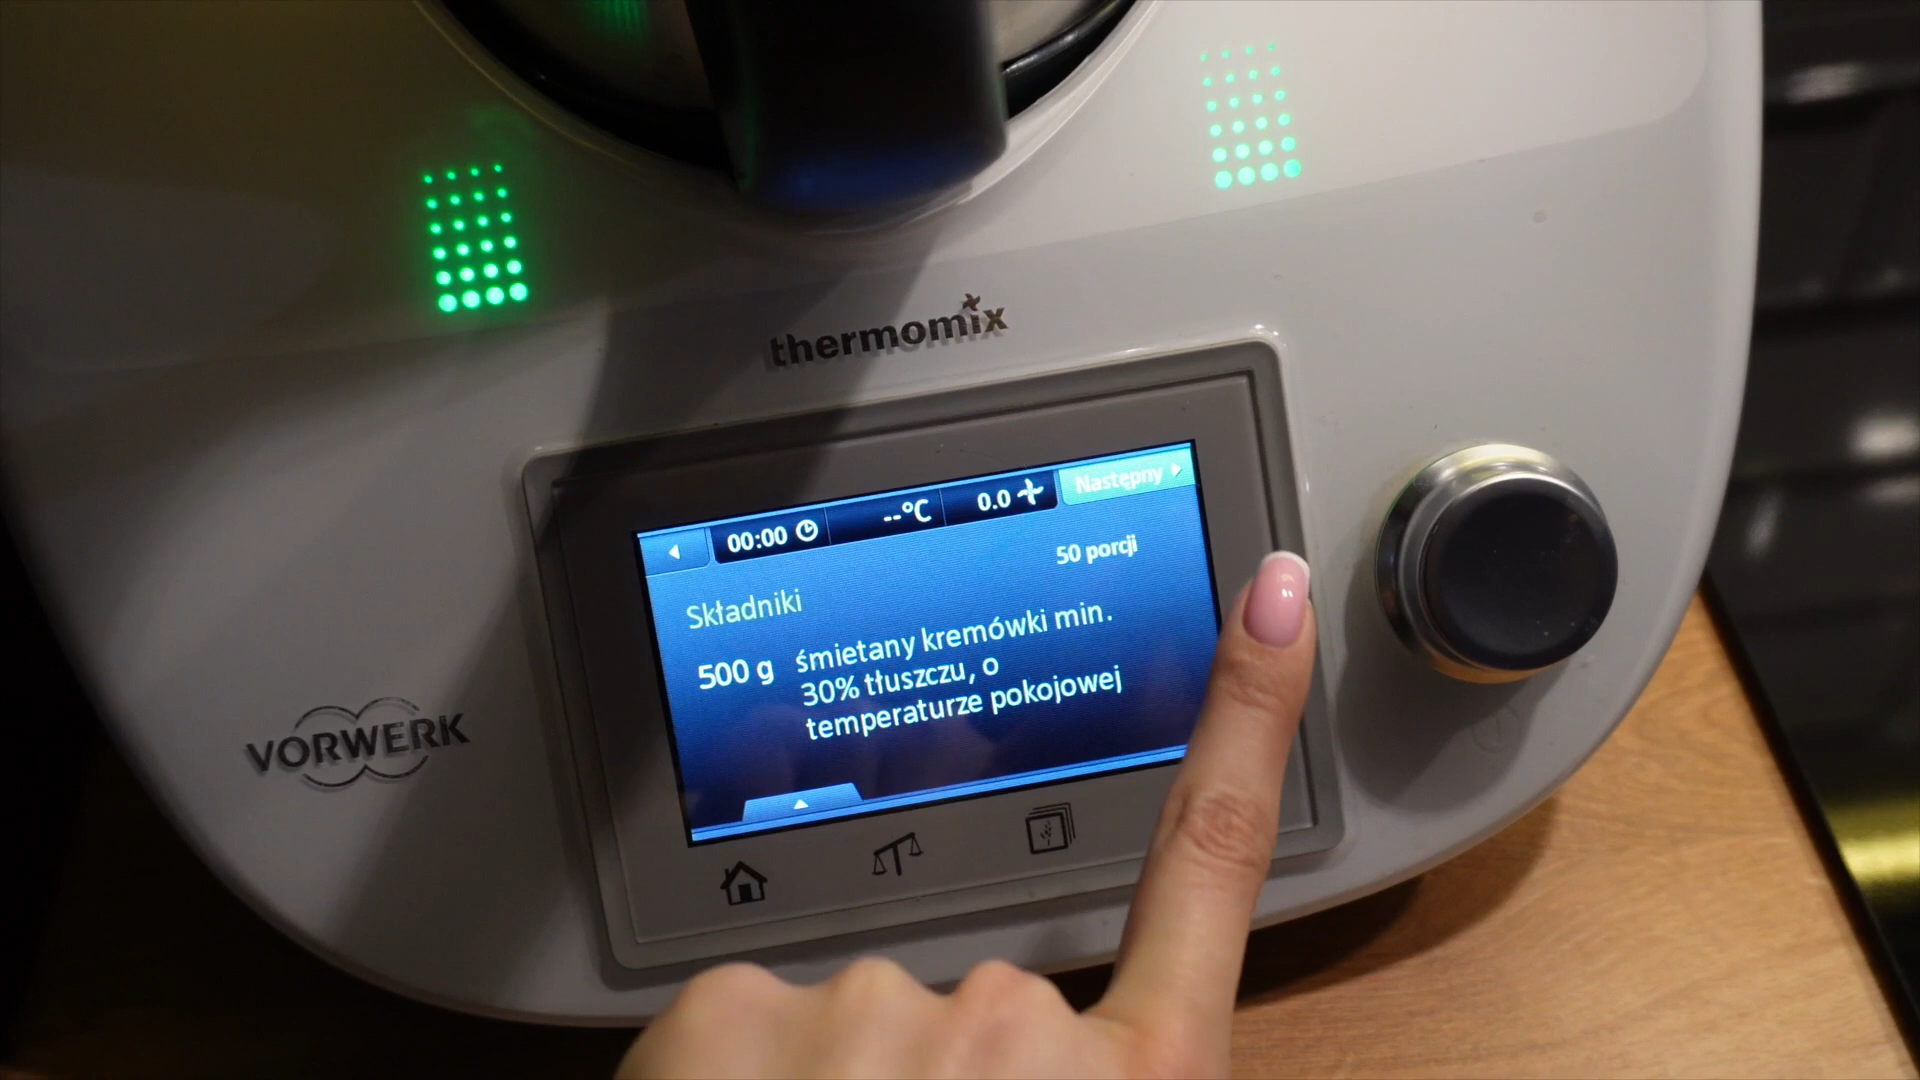 thermomix
00:00 --°C 0.0 Następny
50 porcji
Składniki
500 g śmietany kremówki min.
30% tłuszczu, o
temperaturze pokojowej
VORWERK